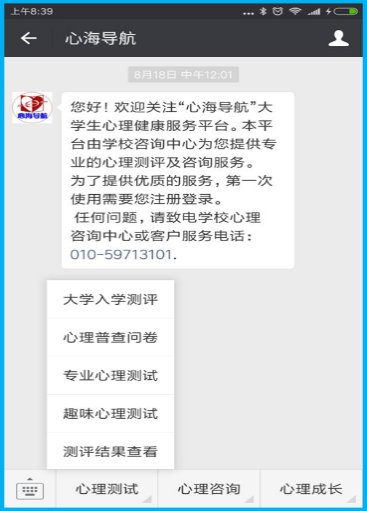 上午8:39
心海导航
8月18日 中午12:01
心海导航
您好！欢迎关注“心海导航”大
学生心理健康服务平台。本平
台由学校咨询中心为您提供专
业的心理测评及咨询服务。
为了提供优质的服务，第一次
使用需要您注册登录。
任何问题，请致电学校心理
咨询中心或客户服务电话：
010-59713101.
大学入学测评
心理普查问卷
专业心理测试
趣味心理测试
测评结果查看
心理测试
心理咨询
心理成长